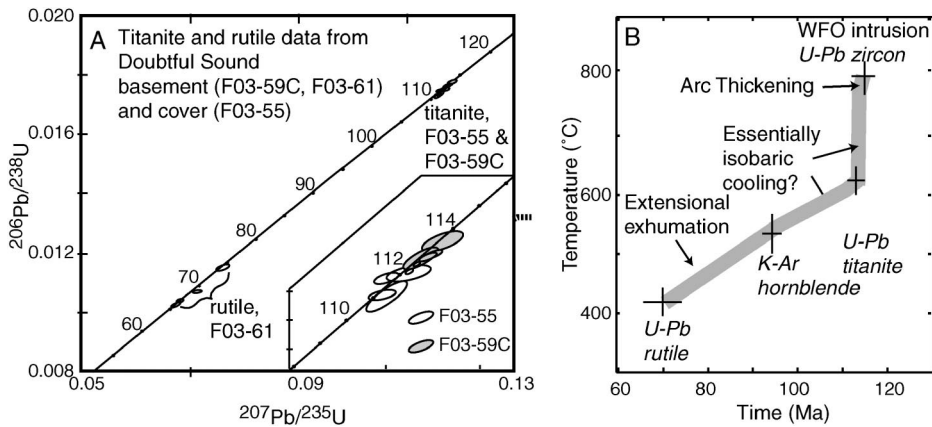 0.020
A
Titanite and rutile data from
Doubtful Sound
basement (F03-59C, F03-61)
and cover (F03-55)
120
110
titanite,
F03-55 &
F03-59C
100
90
80
70
60
rutile,
F03-61
0.016
0.012
0.008
206Pb/238U
114
112
110
F03-55
F03-59C
0.05
0.09
0.13
207Pb/235U
B
WFO intrusion
U-Pb zircon
Arc Thickening
Essentially
isobaric
cooling?
Extensional
exhumation
U-Pb
titanite
K-Ar
hornblende
U-Pb
rutile
800
600
400
Temperature (°C)
60
80
100
120
Time (Ma)